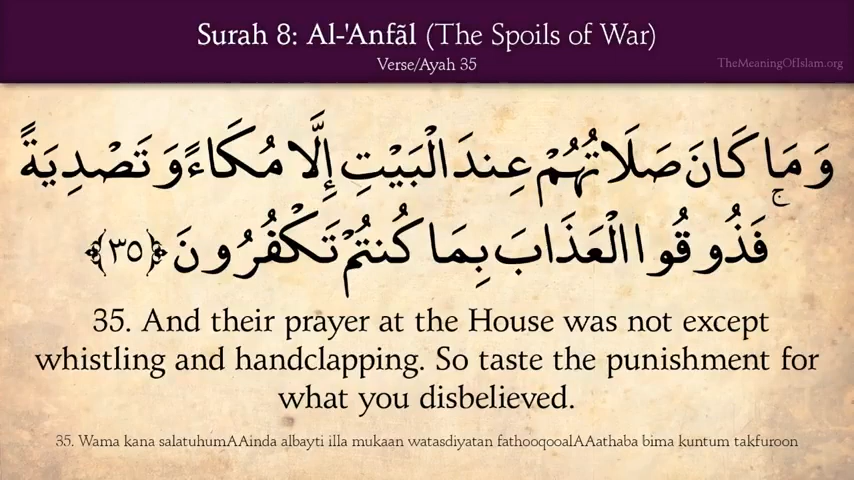 Surah 8: Al-'Anfãl (The Spoils of War)
Verse/Ayah 35
TheMeaningOfIslam.org
وَمَا كَانَ صَلَاتُهُمْ عِندَ الْبَيْتِ إِلَّا مُكَاءً وَتَصْدِيَةً ۚ
فَذُوقُوا الْعَذَابَ بِمَا كُنتُمْ تَكْفُرُونَ ﴿٣٥﴾
35. And their prayer at the House was not except
whistling and handclapping. So taste the punishment for
what you disbelieved.
35. Wama kana salatuhumAAinda albayti illa mukaan watasdiyatan fathooqooalAAathaba bima kuntum takfuroon